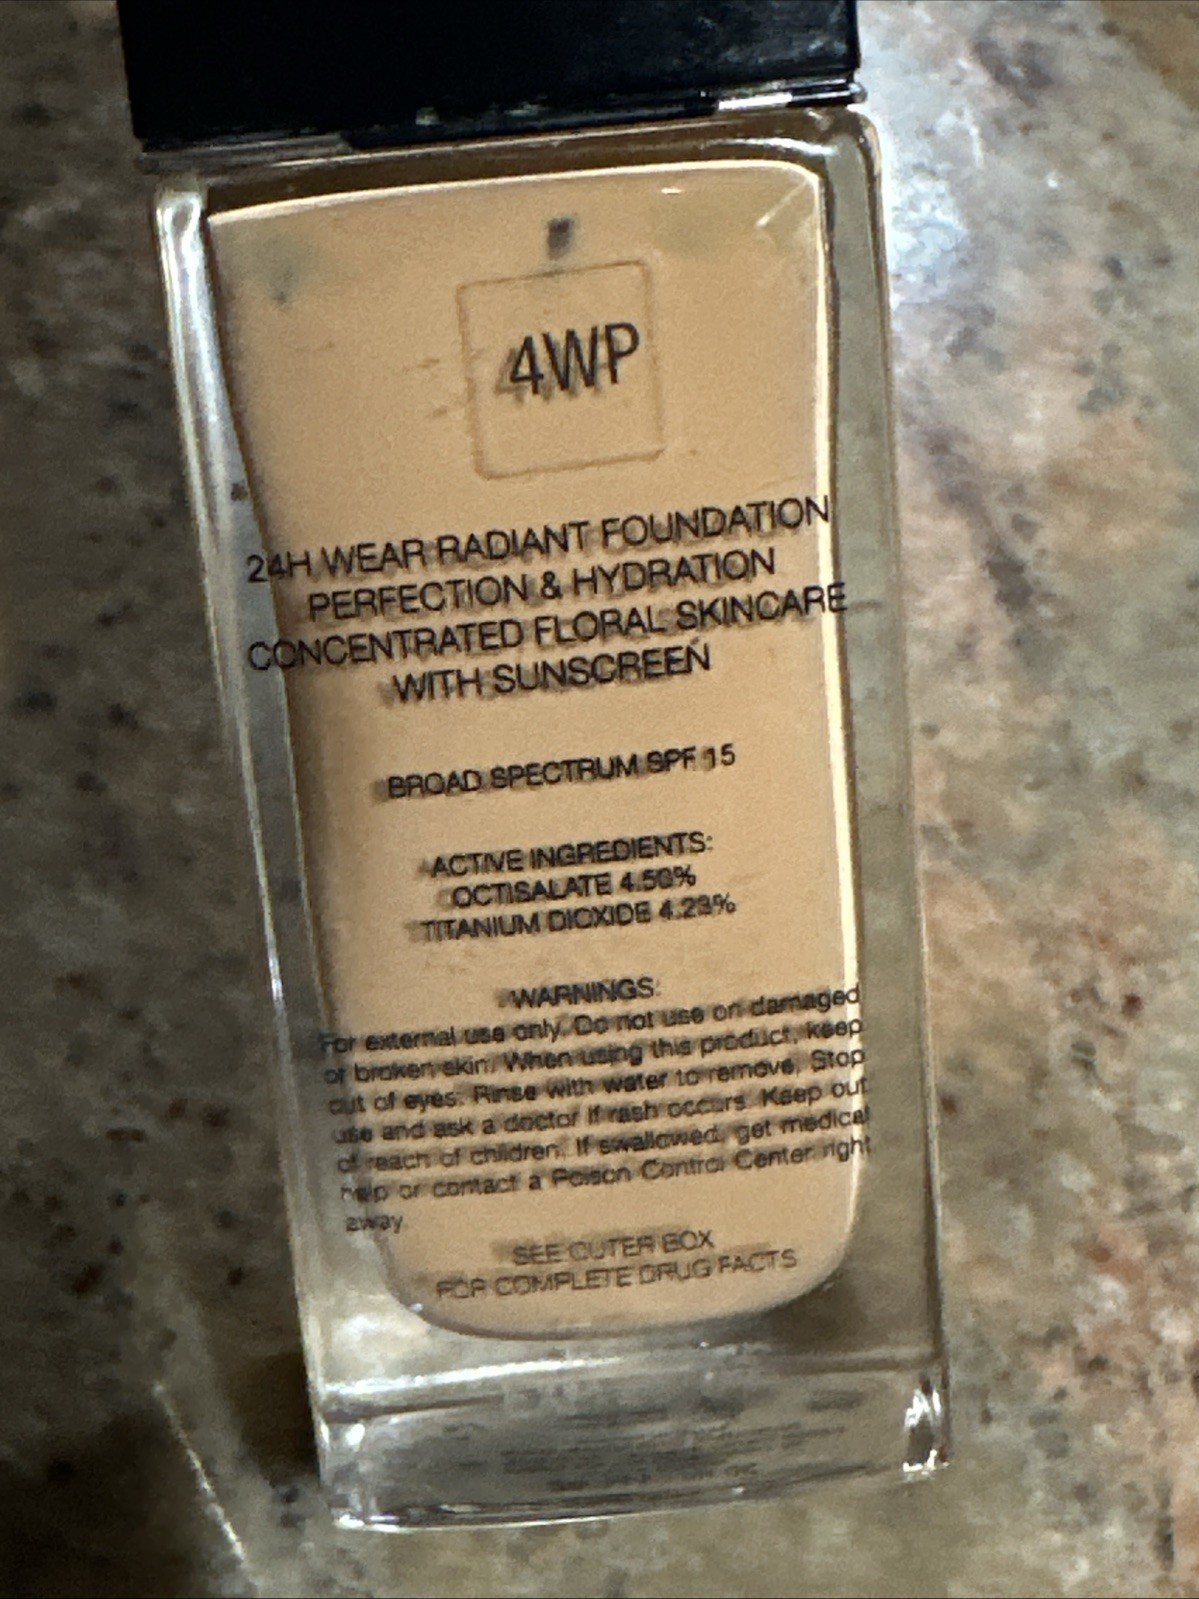 4WP
24H WEAR RADIANT FOUNDATION
PERFECTION & HYDRATION
CONCENTRATED FLORAL SKINCARE
WITH SUNSCREEN
BROAD SPECTRUM SPF 15
ACTIVE INGREDIENTS:
OCTISALATE 4.50%
TITANIUM DIOXIDE 4.23%
WARNINGS:
For external use only. Do not use on damaged
or broken skin. When using this product, keep
out of eyes. Rinse with water to remove. Stop
use and ask a doctor if rash occurs. Keep out
of reach of children. If swallowed, get medical
help or contact a Poison Control Center right
away.
SEE OUTER BOX
FOR COMPLETE DRUG FACTS